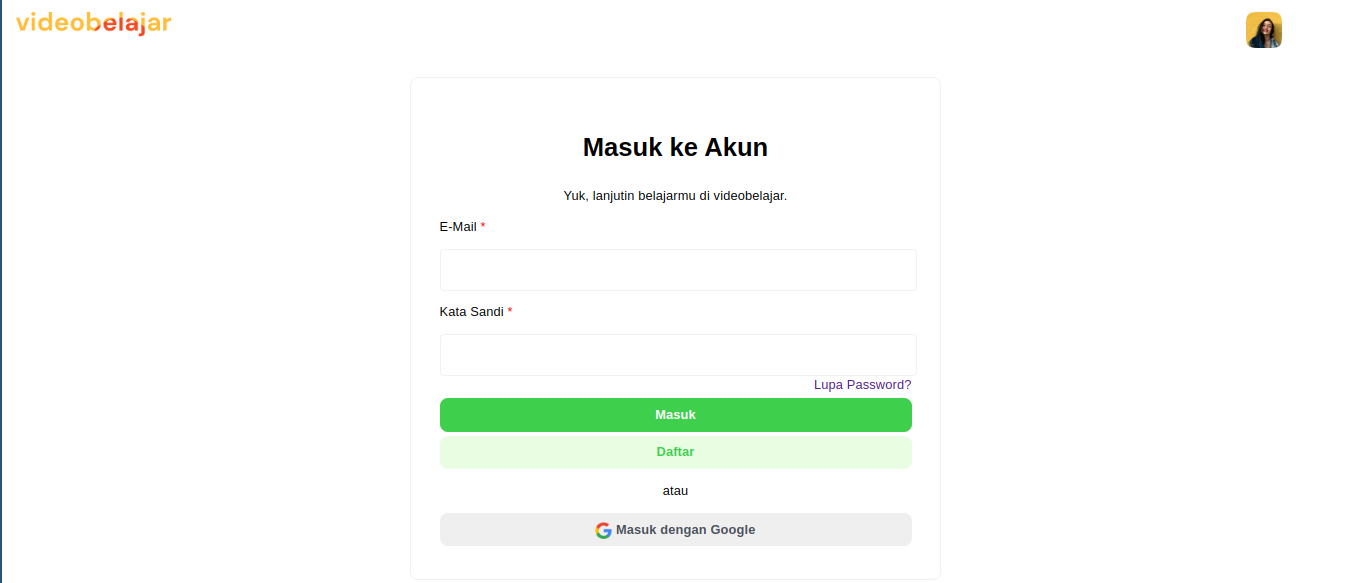 videobelajar
Masuk ke Akun
Yuk, lanjutin belajarmu di videobelajar.
E-Mail *
Kata Sandi *
Lupa Password?
Masuk
Daftar
atau
Masuk dengan Google